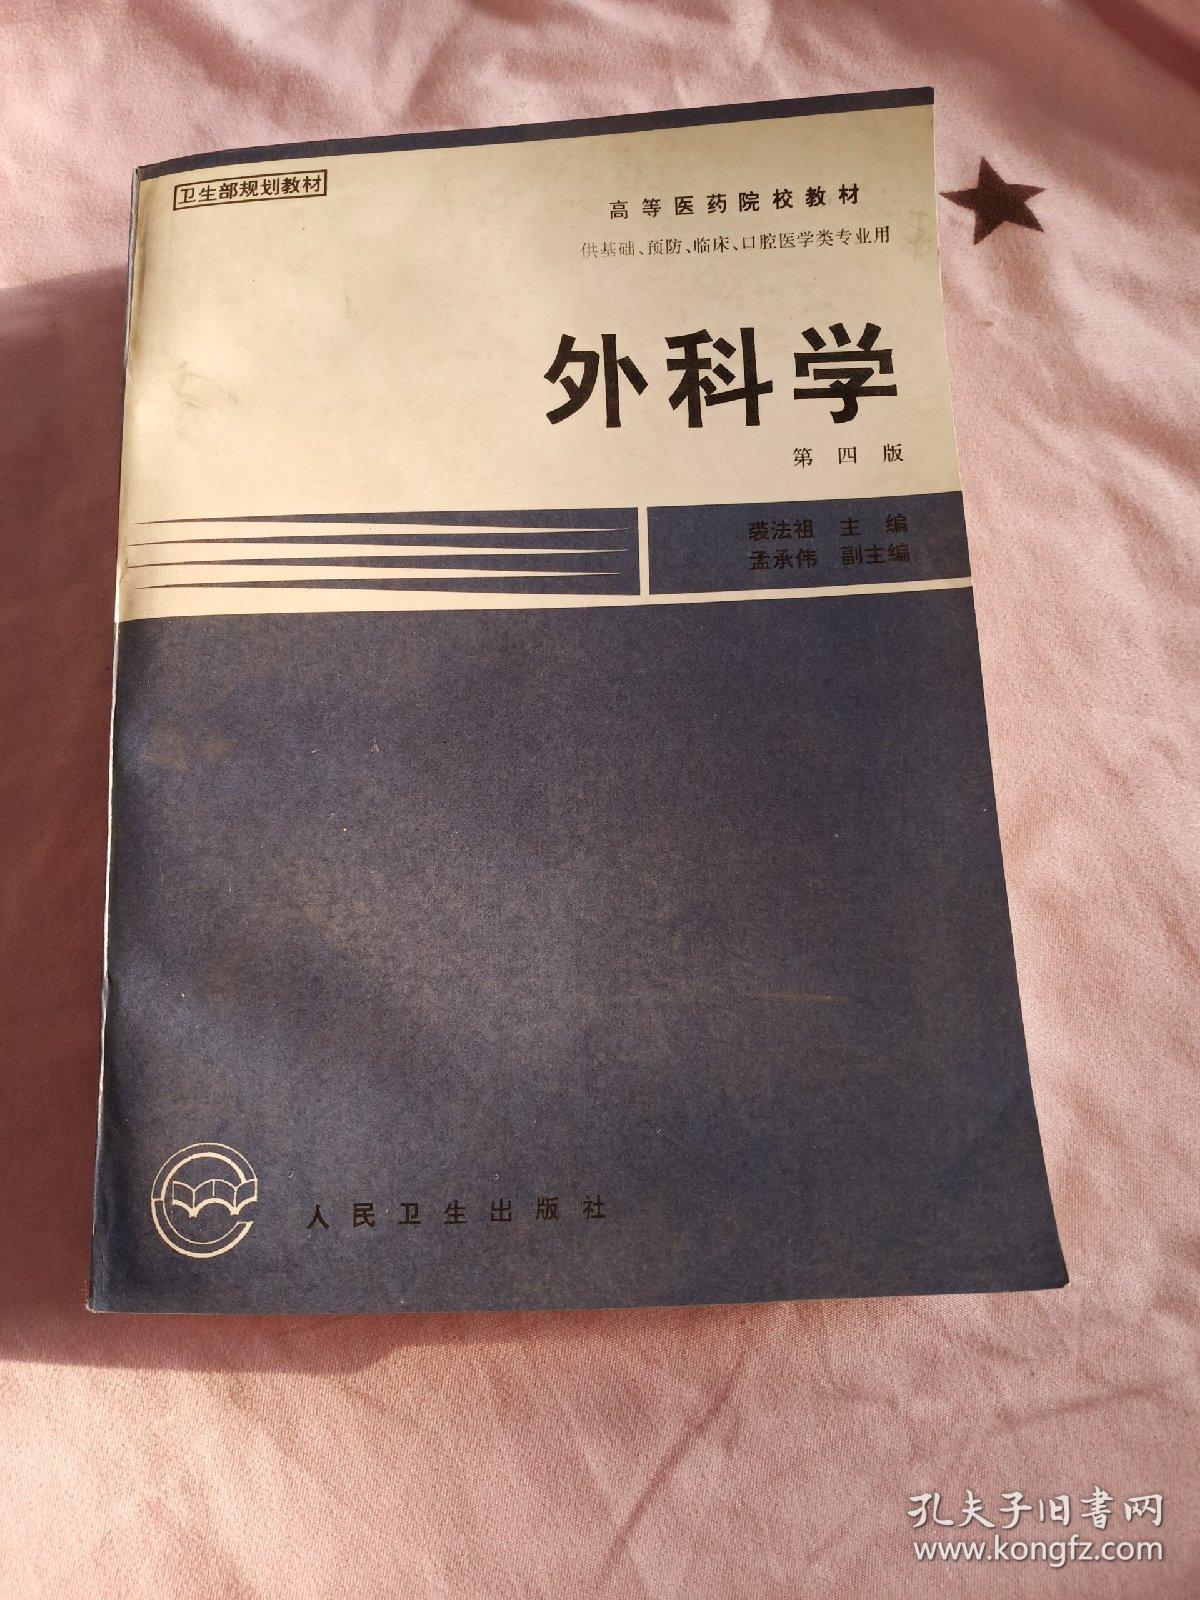 卫生部规划教材
高等医药院校教材
供基础、预防、临床、口腔医学类专业用
外科学
第四版
裘法祖 主编
孟承伟 副主编
人民卫生出版社
孔夫子旧书网
www.kongfz.com